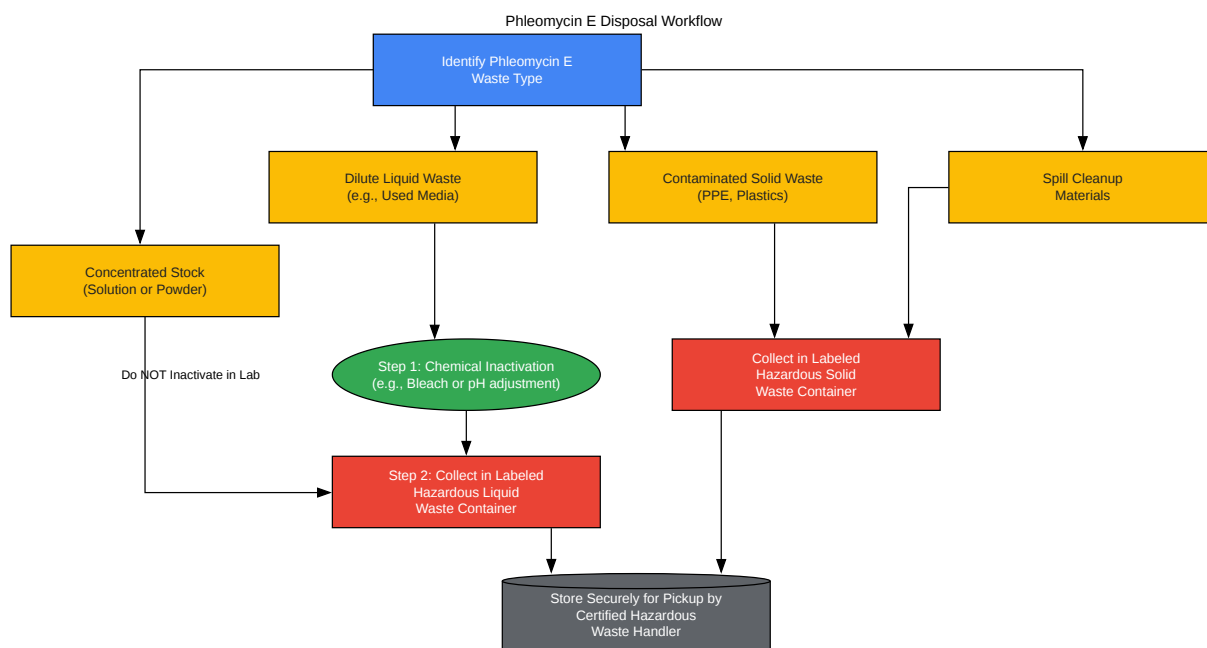 Phleomycin E Disposal Workflow
Identify Phleomycin E
Waste Type
Dilute Liquid Waste
(e.g., Used Media)
Contaminated Solid Waste
(PPE, Plastics)
Spill Cleanup
Materials
Concentrated Stock
(Solution or Powder)
Do NOT Inactivate in Lab
Step 1: Chemical Inactivation
(e.g., Bleach or pH adjustment)
Collect in Labeled
Hazardous Solid
Waste Container
Step 2: Collect in Labeled
Hazardous Liquid
Waste Container
Store Securely for Pickup by
Certified Hazardous
Waste Handler